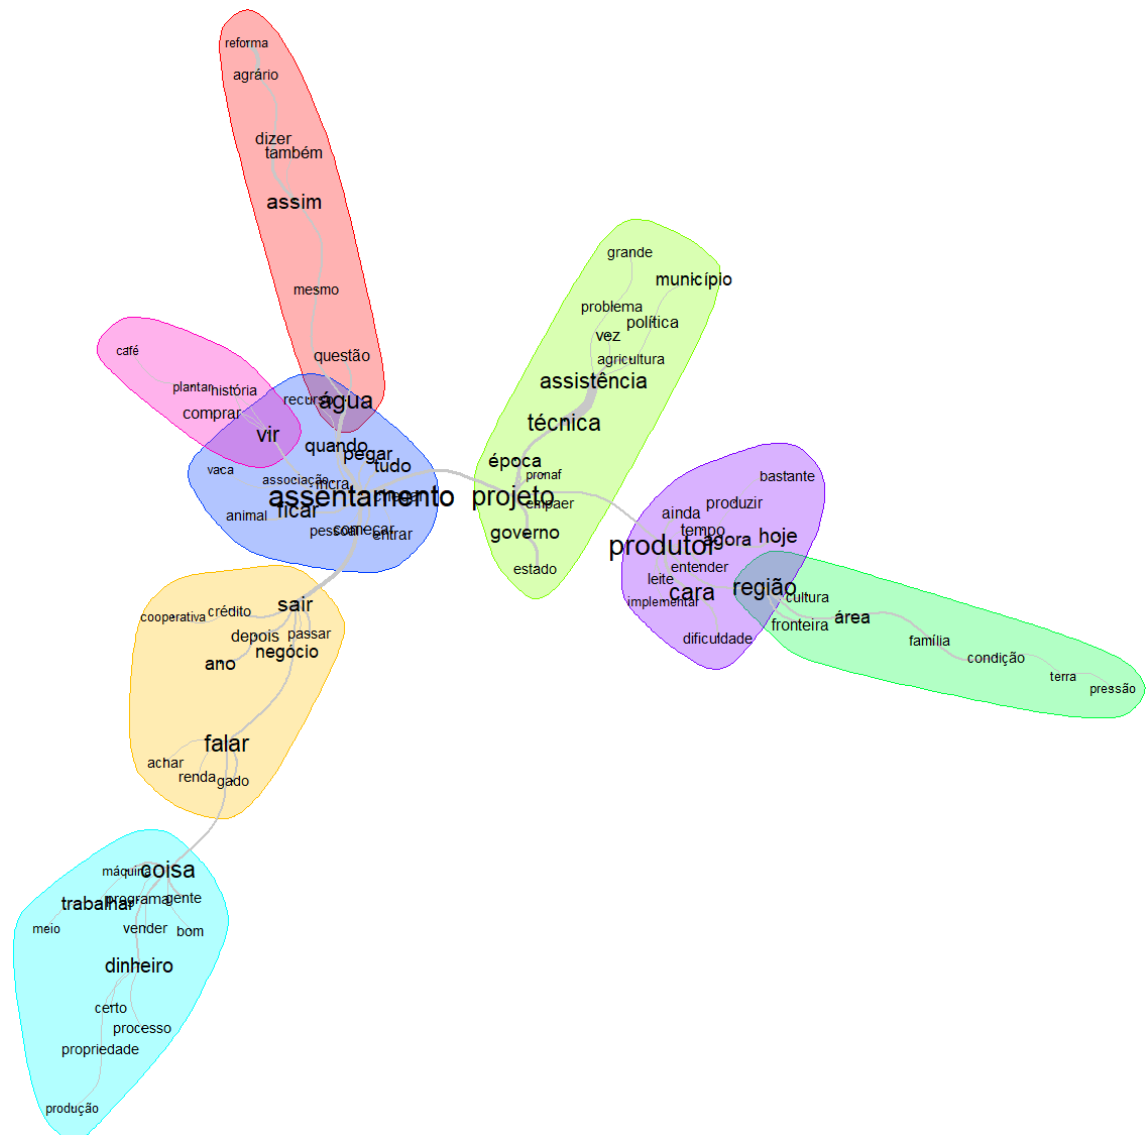 reforma
agrário
dizer
também
assim
mesmo
questão
recurso
água
café
plantar
história
comprar
vir
quando
pegar
tudo
vaca
associação
incra
assentamento
ficar
animal
pessoal
começar
entrar
grande
município
problema
política
vez
agricultura
assistência
técnica
época
pronaf
projeto
empaer
governo
estado
bastante
produzir
ainda
tempo
agora
hoje
produtor
entender
leite
cara
implementar
dificuldade
região
cultura
fronteira
área
família
condição
terra
pressão
sair
crédito
cooperativa
depois
passar
negócio
ano
falar
achar
renda
gado
máquina
coisa
trabalhar
programa
gente
meio
vender
bom
dinheiro
certo
processo
propriedade
produção